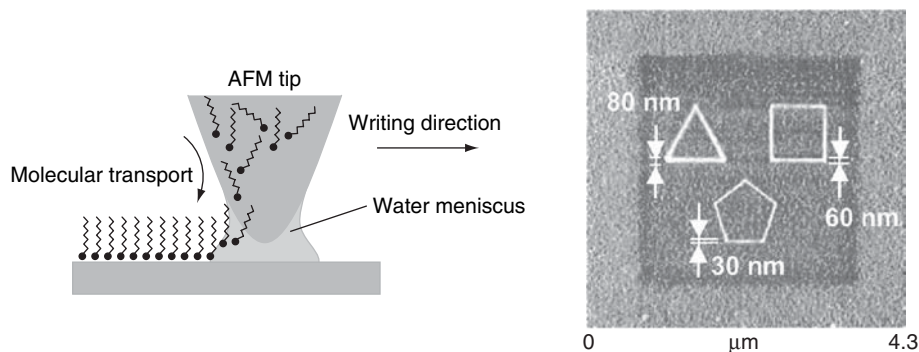 AFM tip
Writing direction
Molecular transport
Water meniscus
80 nm
60 nm
30 nm
0 μm 4.3